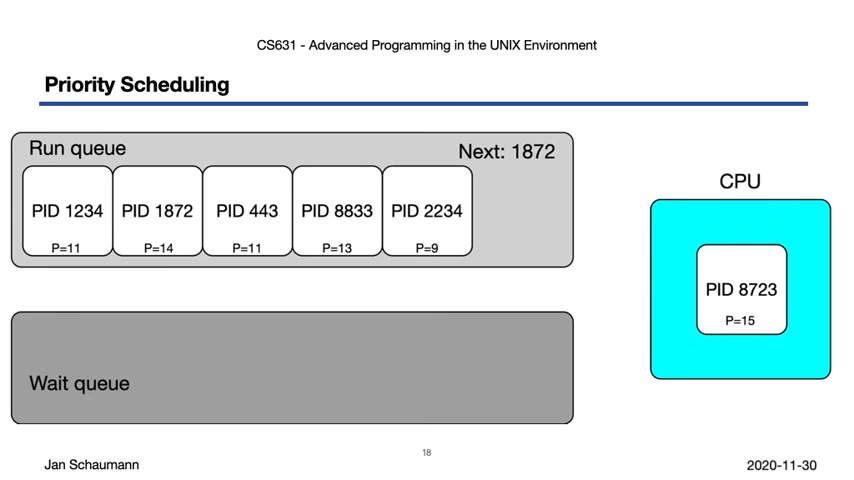 CS631 - Advanced Programming in the UNIX Environment
Priority Scheduling
Run queue
Next: 1872
PID 1234
P=11
PID 1872
P=14
PID 443
P=11
PID 8833
P=13
PID 2234
P=9
CPU
PID 8723
P=15
Wait queue
Jan Schaumann
18
2020-11-30